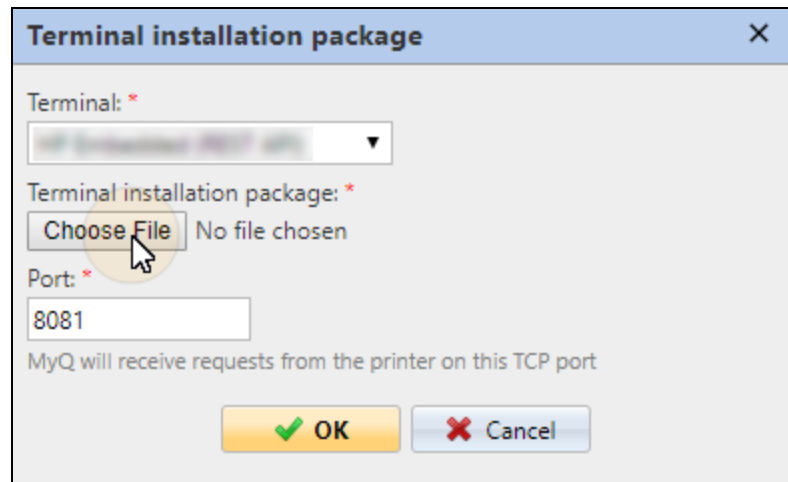 Terminal installation package
Terminal: *
Terminal installation package: *
Choose File No file chosen
Port: *
8081
MyQ will receive requests from the printer on this TCP port
OK Cancel